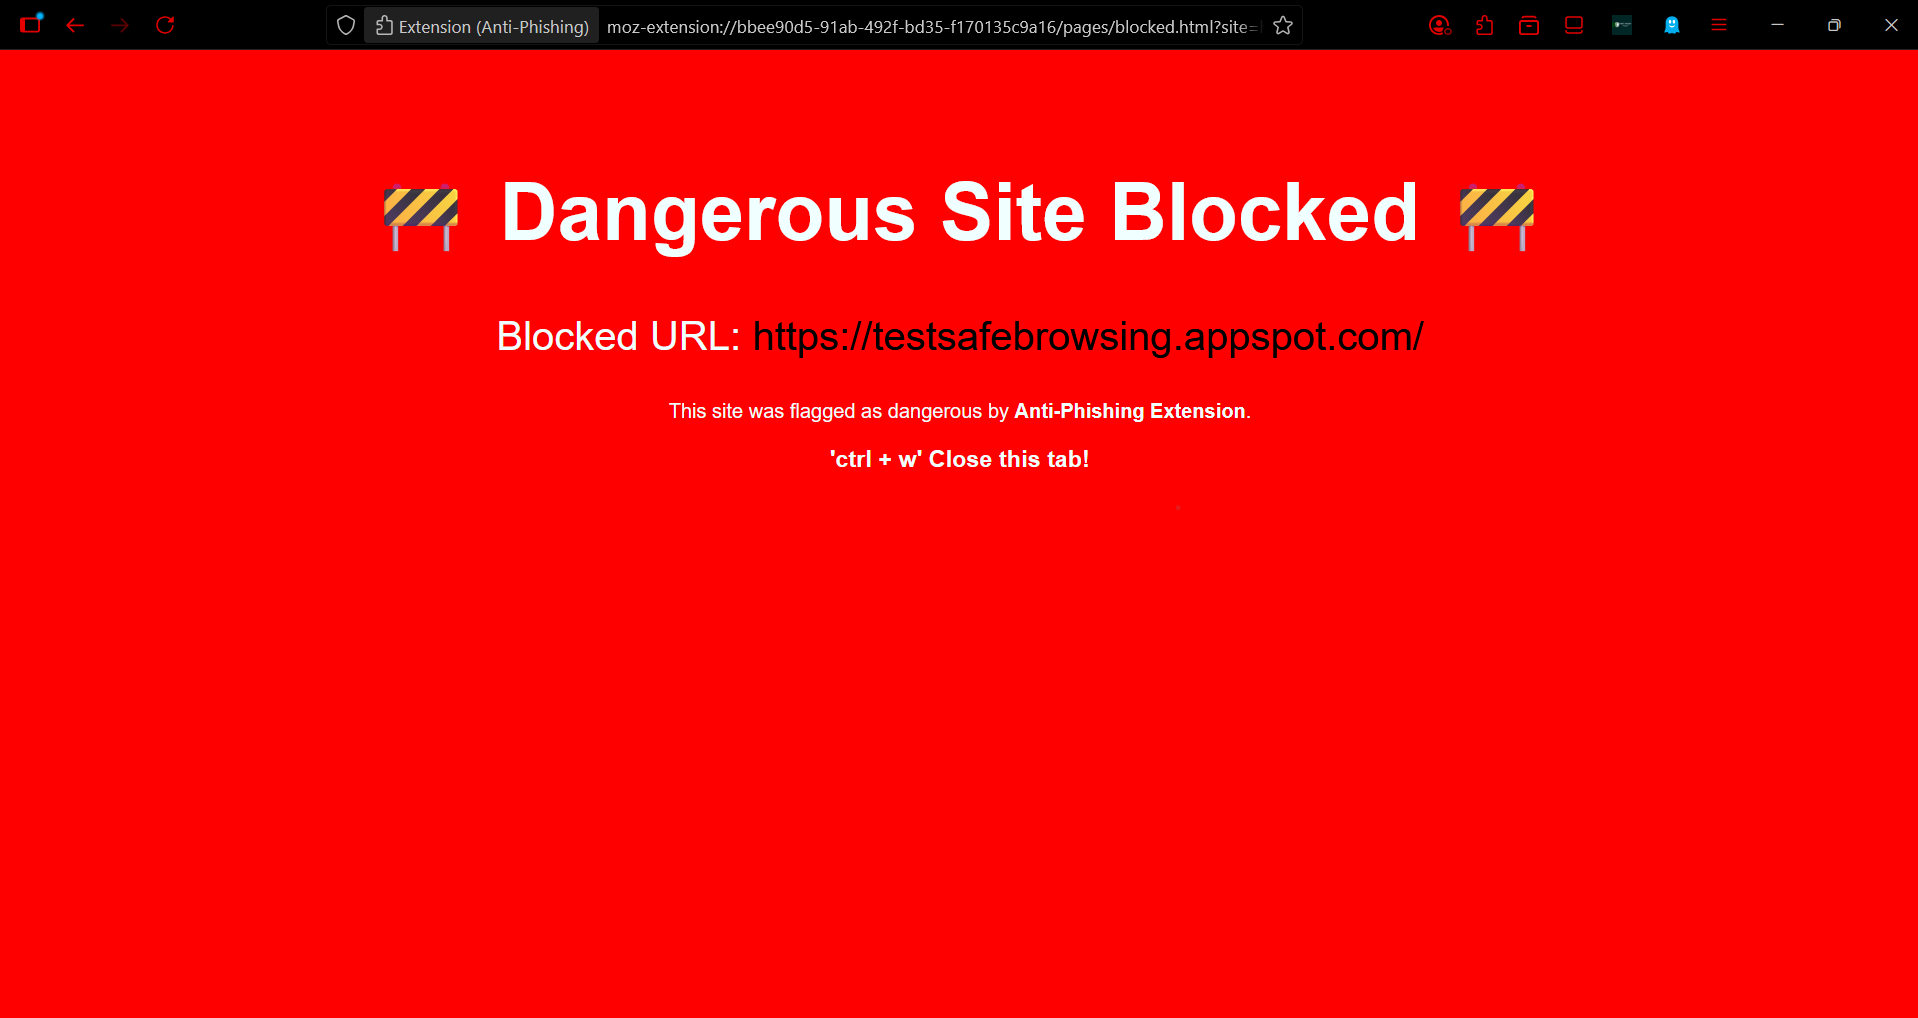 Extension (Anti-Phishing) moz-extension://bbee90d5-91ab-492f-bd35-f170135c9a16/pages/blocked.html?site=
Dangerous Site Blocked
Blocked URL: https://testsafebrowsing.appspot.com/
This site was flagged as dangerous by Anti-Phishing Extension.
'ctrl + w' Close this tab!